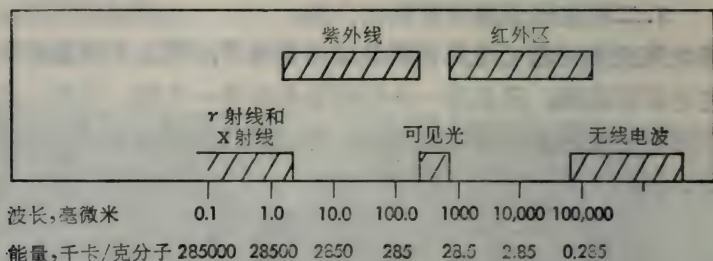 紫外线 红外区
γ射线和
X射线 可见光 无线电波
波长,毫微米 0.1 1.0 10.0 100.0 1000 10,000 100,000
能量,千卡/克分子 285000 28500 2850 285 28.5 2.85 0.285